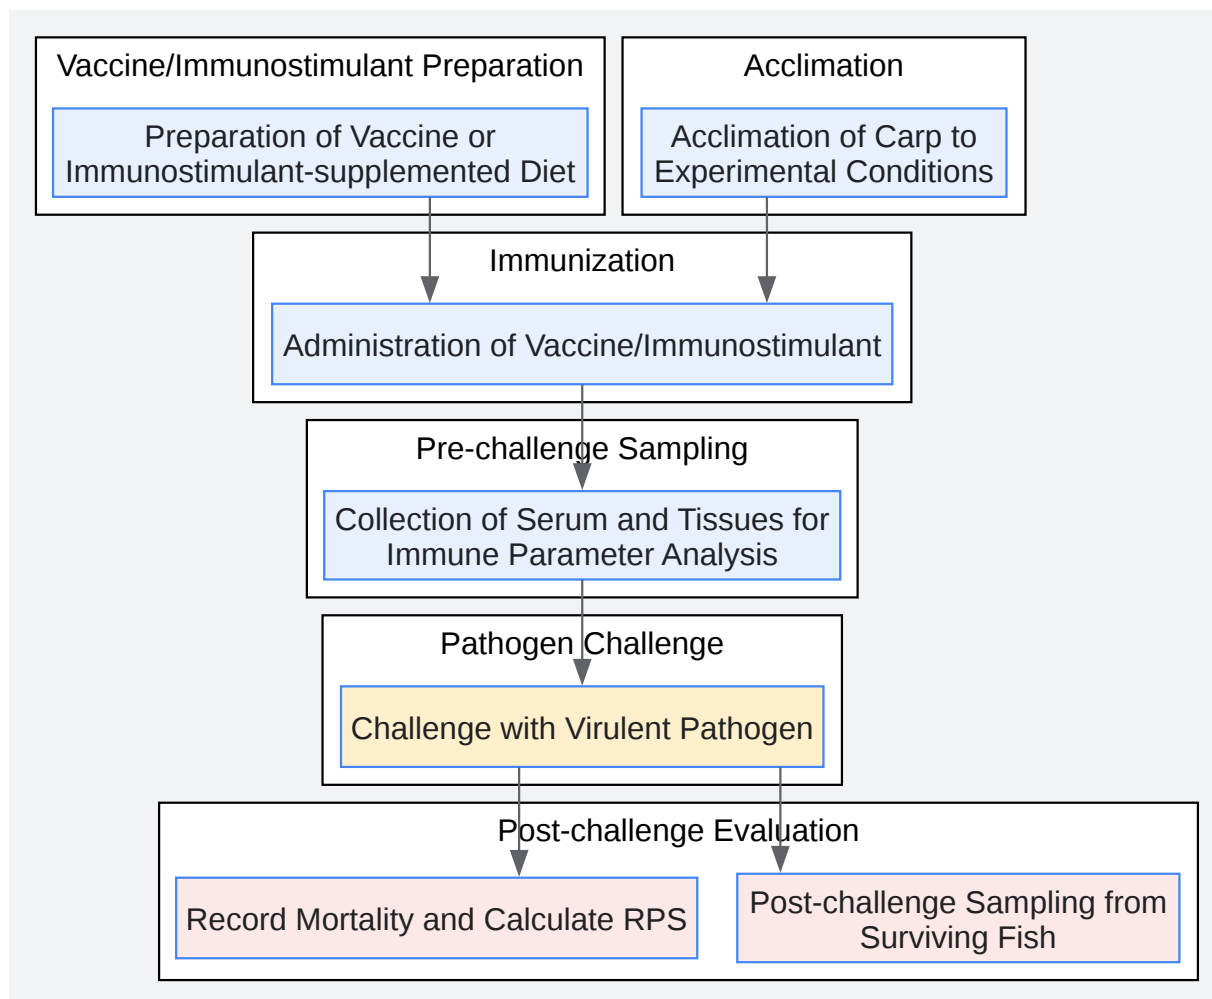 Vaccine/Immunostimulant Preparation
Preparation of Vaccine or
Immunostimulant-supplemented Diet
Acclimation
Acclimation of Carp to
Experimental Conditions
Immunization
Administration of Vaccine/Immunostimulant
Pre-challenge Sampling
Collection of Serum and Tissues for
Immune Parameter Analysis
Pathogen Challenge
Challenge with Virulent Pathogen
Post-challenge Evaluation
Record Mortality and Calculate RPS
Post-challenge Sampling from
Surviving Fish